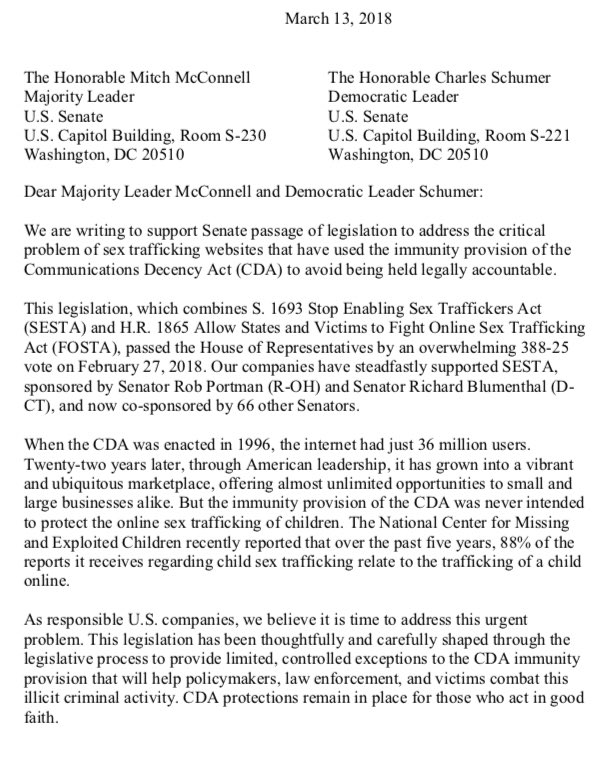 March 13, 2018
The Honorable Mitch McConnell
Majority Leader
U.S. Senate
U.S. Capitol Building, Room S-230
Washington, DC 20510
The Honorable Charles Schumer
Democratic Leader
U.S. Senate
U.S. Capitol Building, Room S-221
Washington, DC 20510
Dear Majority Leader McConnell and Democratic Leader Schumer:
We are writing to support Senate passage of legislation to address the critical
problem of sex trafficking websites that have used the immunity provision of the
Communications Decency Act (CDA) to avoid being held legally accountable.
This legislation, which combines S. 1693 Stop Enabling Sex Traffickers Act
(SESTA) and H.R. 1865 Allow States and Victims to Fight Online Sex Trafficking
Act (FOSTA), passed the House of Representatives by an overwhelming 388-25
vote on February 27, 2018. Our companies have steadfastly supported SESTA,
sponsored by Senator Rob Portman (R-OH) and Senator Richard Blumenthal (D-
CT), and now co-sponsored by 66 other Senators.
When the CDA was enacted in 1996, the internet had just 36 million users.
Twenty-two years later, through American leadership, it has grown into a vibrant
and ubiquitous marketplace, offering almost unlimited opportunities to small and
large businesses alike. But the immunity provision of the CDA was never intended
to protect the online sex trafficking of children. The National Center for Missing
and Exploited Children recently reported that over the past five years, 88% of the
reports it receives regarding child sex trafficking relate to the trafficking of a child
online.
As responsible U.S. companies, we believe it is time to address this urgent
problem. This legislation has been thoughtfully and carefully shaped through the
legislative process to provide limited, controlled exceptions to the CDA immunity
provision that will help policymakers, law enforcement, and victims combat this
illicit criminal activity. CDA protections remain in place for those who act in good
faith.